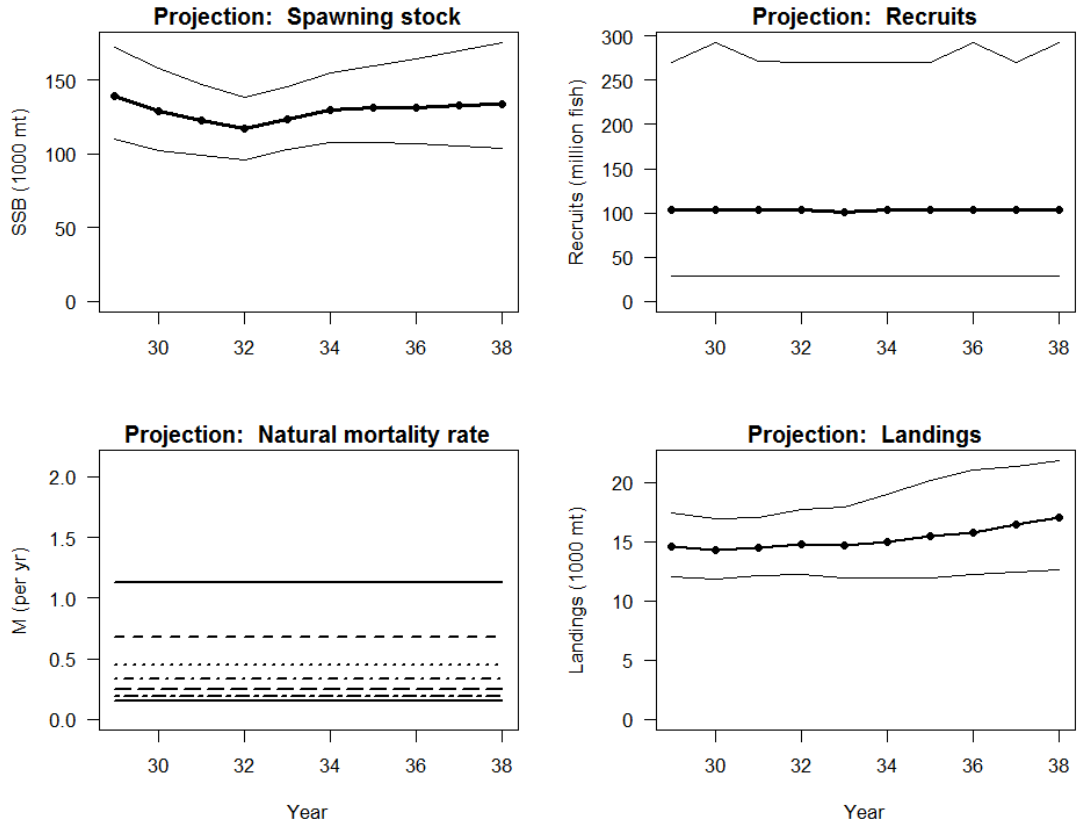 Projection: Spawning stock
SSB (1000 mt)
150
100
50
0
30 32 34 36 38
Projection: Recruits
Recruits (million fish)
300
250
200
150
100
50
0
30 32 34 36 38
Projection: Natural mortality rate
M (per yr)
2.0
1.5
1.0
0.5
0.0
30 32 34 36 38
Year
Projection: Landings
Landings (1000 mt)
20
15
10
5
0
30 32 34 36 38
Year